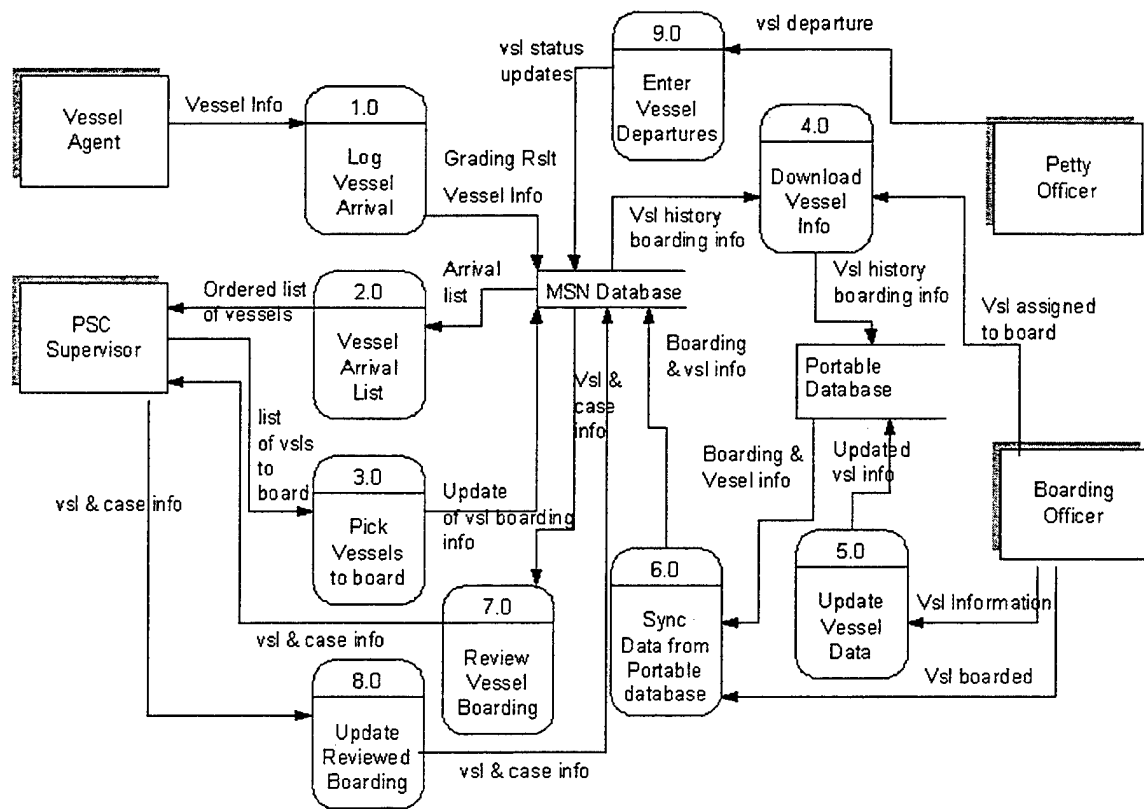 vsl departure
9.0
vsl status
updates
Enter
Vessel
Departures
Vessel
Agent
Vessel Info
1.0
Log
Vessel
Arrival
Grading Rslt
Vessel Info
4.0
Download
Vessel
Info
Petty
Officer
Vsl history
boarding info
Arrival
list
MSN Database
Vsl history
boarding info
Vsl assigned
to board
Ordered list
of vessels
PSC
Supervisor
2.0
Vessel
Arrival
List
Boarding
& vsl info
Vsl &
case
info
Portable
Database
list
of vsls
to
board
3.0
Pick
Vessels
to board
Update
of vsl boarding
info
Boarding &
Vesel info
Updated
vsl info
Boarding
Officer
vsl & case info
5.0
Update
Vessel
Data
Vsl Information
6.0
Sync
Data from
Portable
database
Vsl boarded
7.0
Review
Vessel
Boarding
vsl & case info
8.0
Update
Reviewed
Boarding
vsl & case info